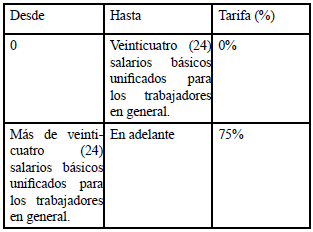 Desde Hasta Tarifa (%)
0 Veinticuatro (24) 0%
salarios básicos
unificados para
los trabajadores
en general.
Más de veinti- En adelante 75%
cuatro (24)
salarios básicos
unificados para
los trabajadores
en general.